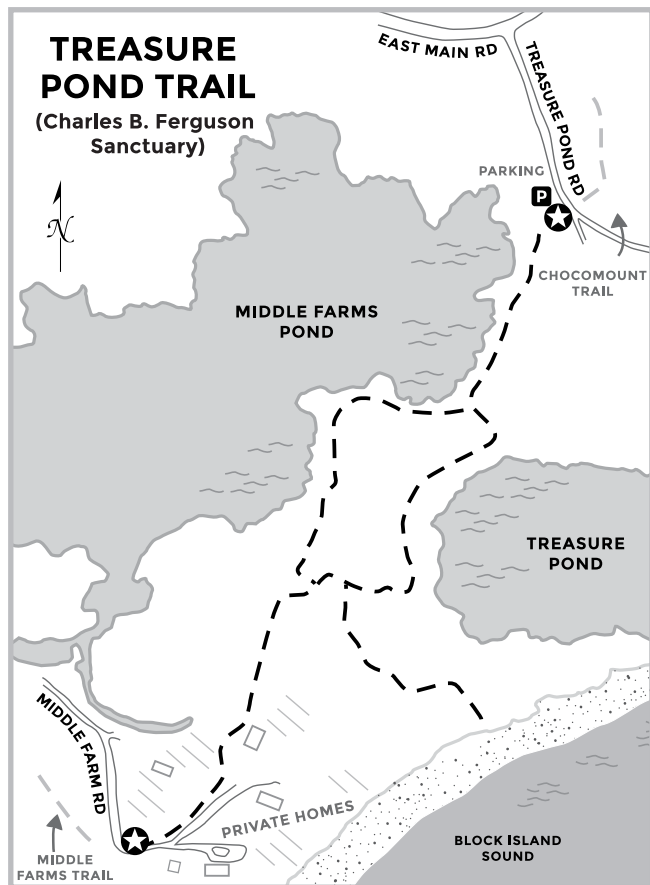 TREASURE
POND TRAIL
(Charles B. Ferguson
Sanctuary)
EAST MAIN RD
TREASURE POND RD
PARKING
P
N
CHOCOMOUNT
TRAIL
MIDDLE FARMS
POND
TREASURE
POND
MIDDLE FARM RD
PRIVATE HOMES
MIDDLE
FARMS TRAIL
BLOCK ISLAND
SOUND